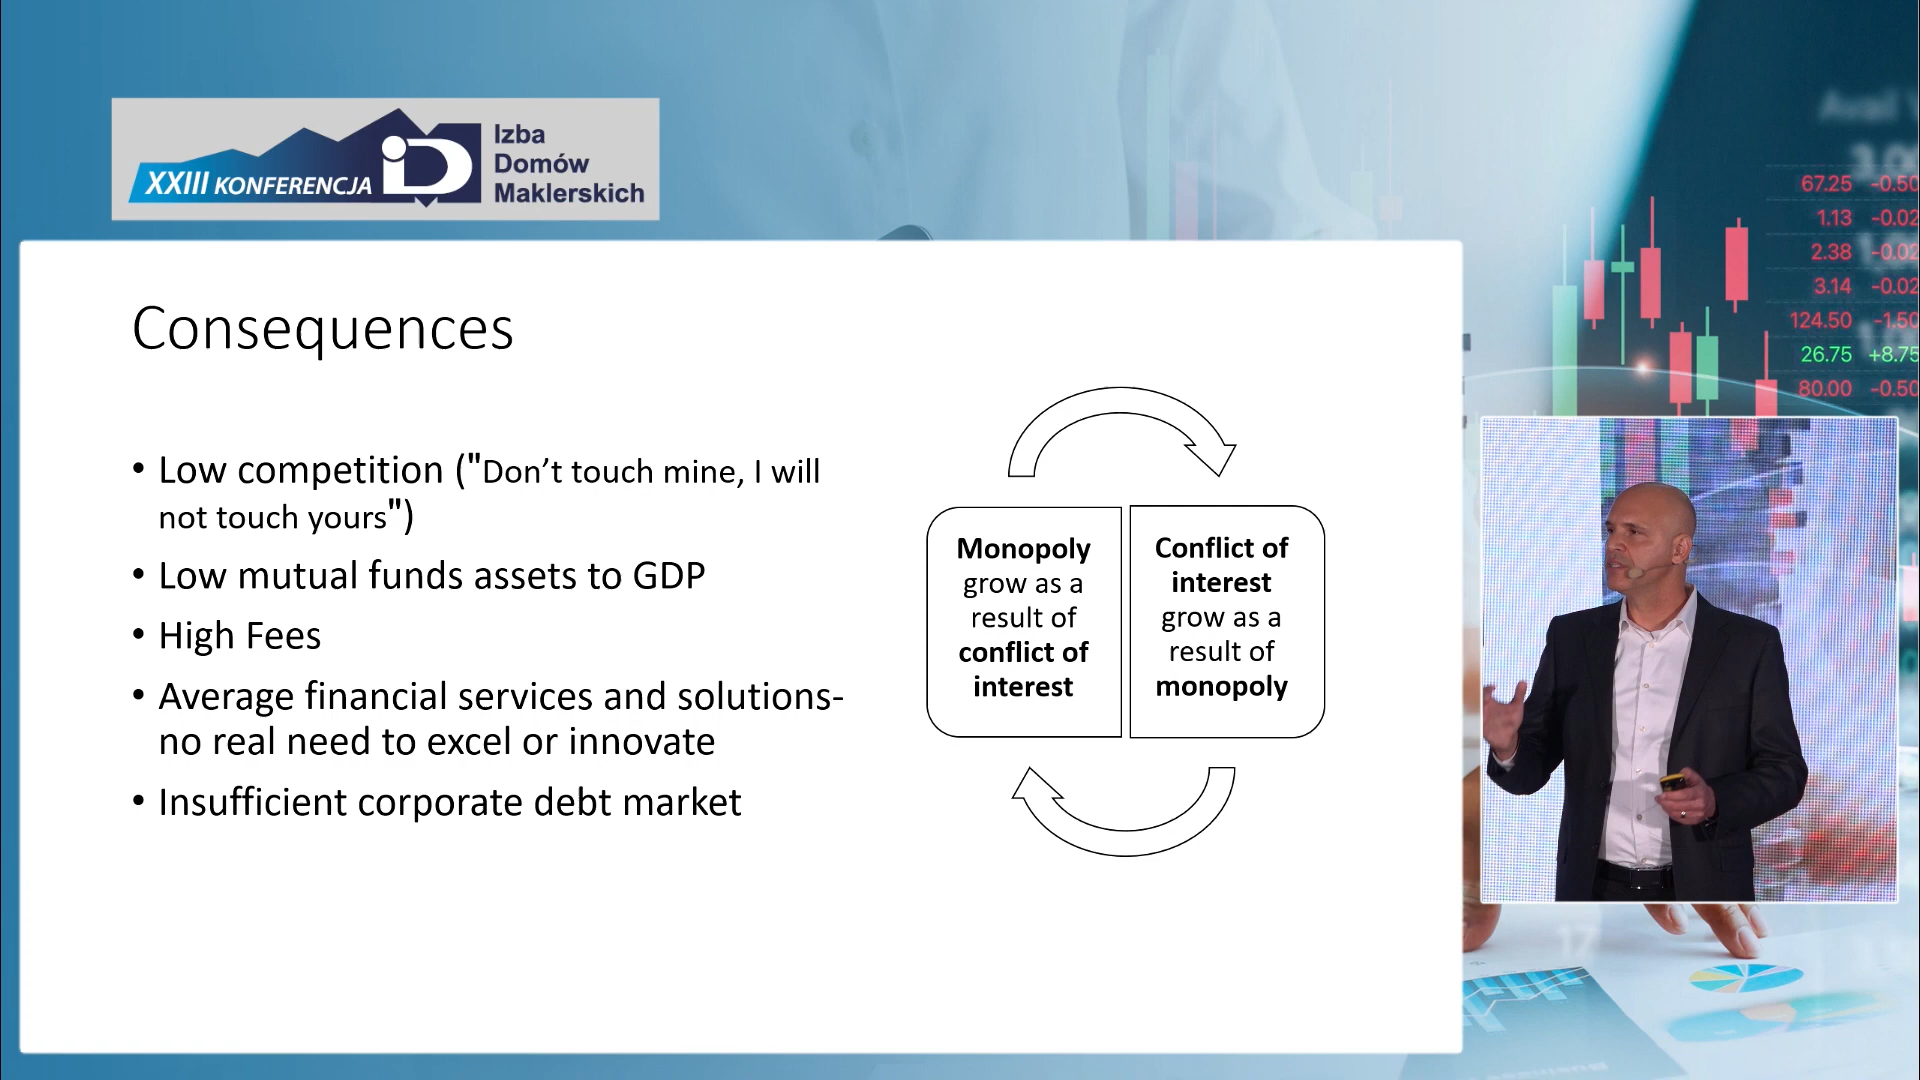 XXIII KONFERENCJA
Izba
Domów
Maklerskich
Consequences
• Low competition ("Don’t touch mine, I will
not touch yours")
• Low mutual funds assets to GDP
• High Fees
• Average financial services and solutions-
no real need to excel or innovate
• Insufficient corporate debt market
Monopoly
grow as a
result of
conflict of
interest
Conflict of
interest
grow as a
result of
monopoly
67.25 -0.50
1.13 -0.02
2.38 -0.02
3.14 -0.02
124.50 -1.50
26.75 +8.75
80.00 -0.50